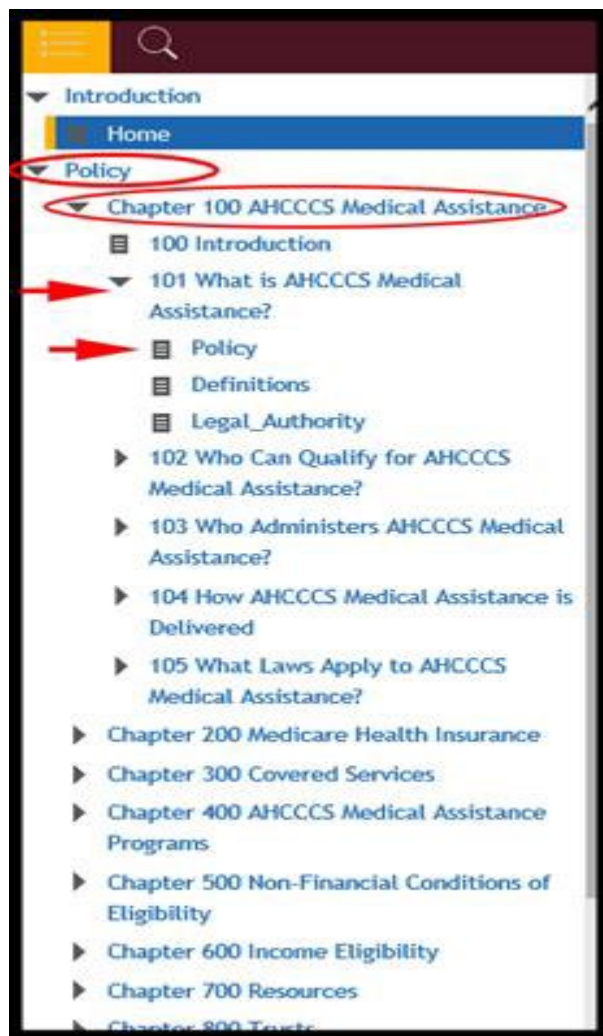 Introduction
Home
Policy
Chapter 100 AHCCCS Medical Assistance
100 Introduction
101 What is AHCCCS Medical
Assistance?
Policy
Definitions
Legal_Authority
102 Who Can Qualify for AHCCCS
Medical Assistance?
103 Who Administers AHCCCS Medical
Assistance?
104 How AHCCCS Medical Assistance is
Delivered
105 What Laws Apply to AHCCCS
Medical Assistance?
Chapter 200 Medicare Health Insurance
Chapter 300 Covered Services
Chapter 400 AHCCCS Medical Assistance
Programs
Chapter 500 Non-Financial Conditions of
Eligibility
Chapter 600 Income Eligibility
Chapter 700 Resources
Chapter 800 Trusts